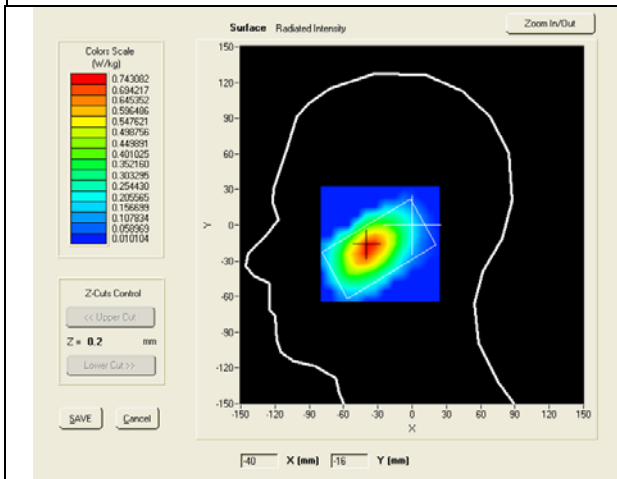 Surface Radiated Intensity
Zoom In/Out
Colors Scale
(W/kg)
0.743082
0.694217
0.645352
0.596486
0.547621
0.498756
0.449891
0.401025
0.352160
0.303295
0.254430
0.205565
0.156699
0.107834
0.058969
0.010104
150-
120-
90-
60-
30-
0-
-30-
-60-
-90-
-120-
-150-
Y
-150 -120 -90 -60 -30 0 30 60 90 120 150
X
Z-Cuts Control
<< Upper Cut
Z = 0.2 mm
Lower Cut >>
SAVE Cancel
-40 X (mm) -16 Y (mm)